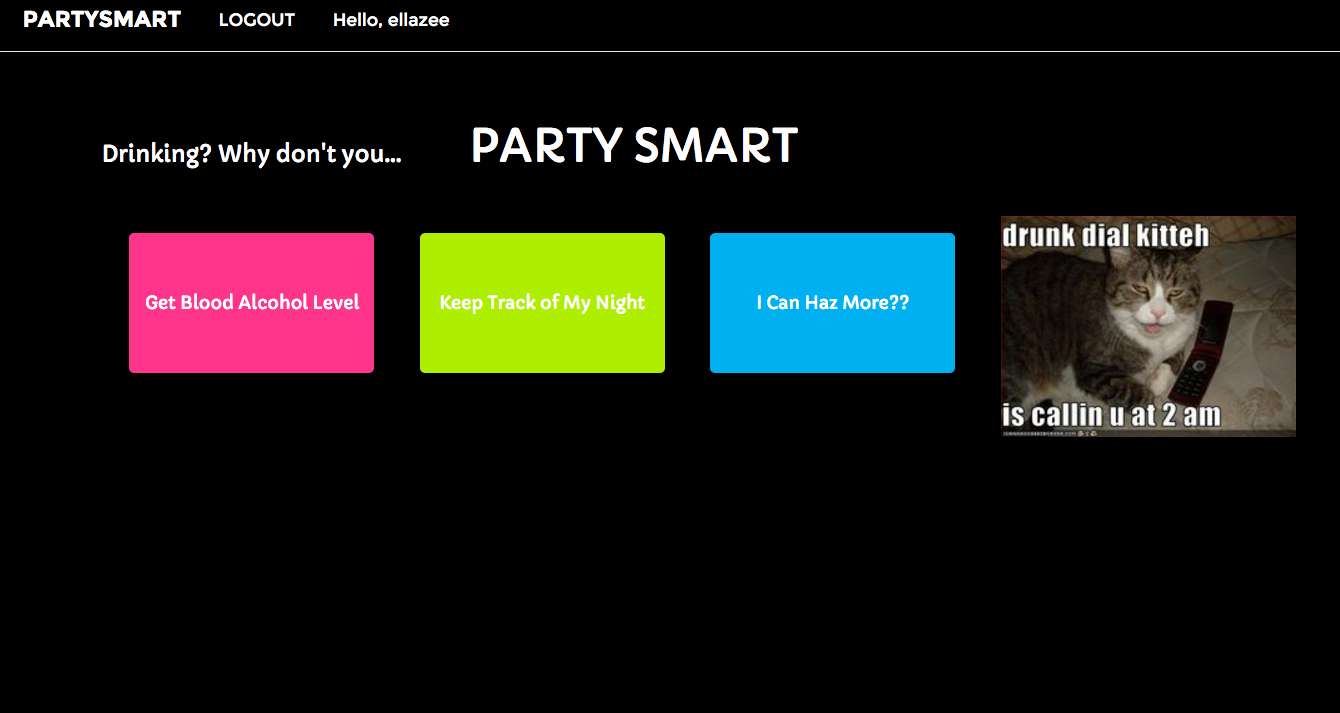 PARTYSMART LOGOUT Hello, ellazee
Drinking? Why don't you... PARTY SMART
Get Blood Alcohol Level
Keep Track of My Night
I Can Haz More??
drunk dial kitteh
is callin u at 2 am